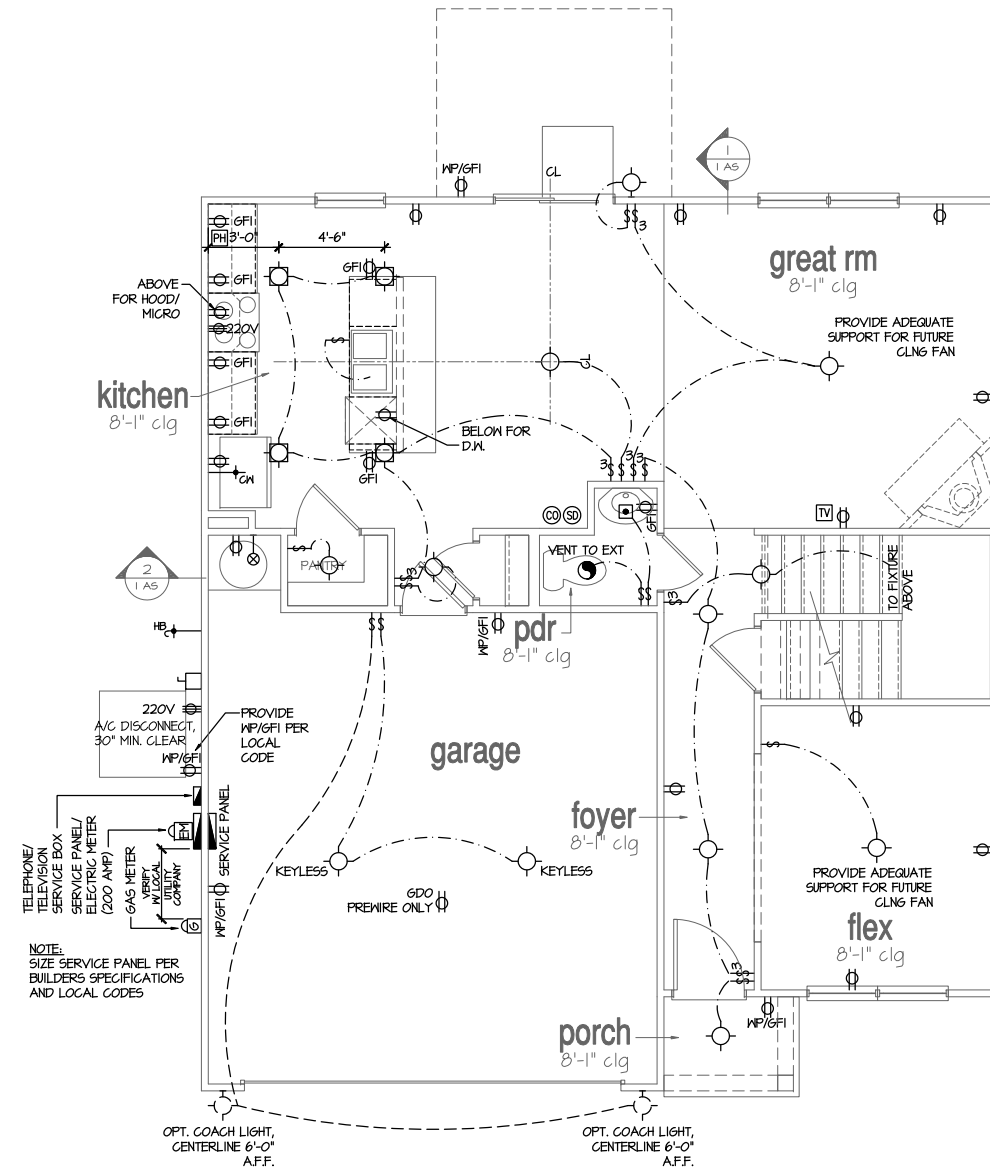 CL
WP/GFI
1
1 AS
GFI
PH
3'-0"
4'-6"
GFI
great rm
8'-1" clg
GFI
ABOVE
FOR HOOD/
MICRO
220V
PROVIDE ADEQUATE
SUPPORT FOR FUTURE
CLNG FAN
3
$
$
$
CL
GFI
kitchen
8'-1" clg
GFI
BELOW FOR
D.W.
GFI
CW
3
3
CO
SD
GFI
TV
VENT TO EXT
PANTRY
TO FIXTURE
ABOVE
2
1 AS
3
3
HB
C
WP/GFI
pdr
8'-1" clg
220V
A/C DISCONNECT,
30" MIN. CLEAR
WP/GFI
PROVIDE
WP/GFI PER
LOCAL
CODE
garage
SERVICE PANEL
foyer
8'-1" clg
TELEPHONE/
TELEVISION
SERVICE BOX
SERVICE PANEL/
ELECTRIC METER
(200 AMP)
GAS METER
VERIFY
W/ LOCAL
UTILITY
COMPANY
EM
G
WP/GFI
KEYLESS
KEYLESS
GDO
PREWIRE ONLY
PROVIDE ADEQUATE
SUPPORT FOR FUTURE
CLNG FAN
flex
8'-1" clg
NOTE:
SIZE SERVICE PANEL PER
BUILDERS SPECIFICATIONS
AND LOCAL CODES
3
WP/GFI
porch
8'-1" clg
OPT. COACH LIGHT,
CENTERLINE 6'-0"
A.F.F.
OPT. COACH LIGHT,
CENTERLINE 6'-0"
A.F.F.